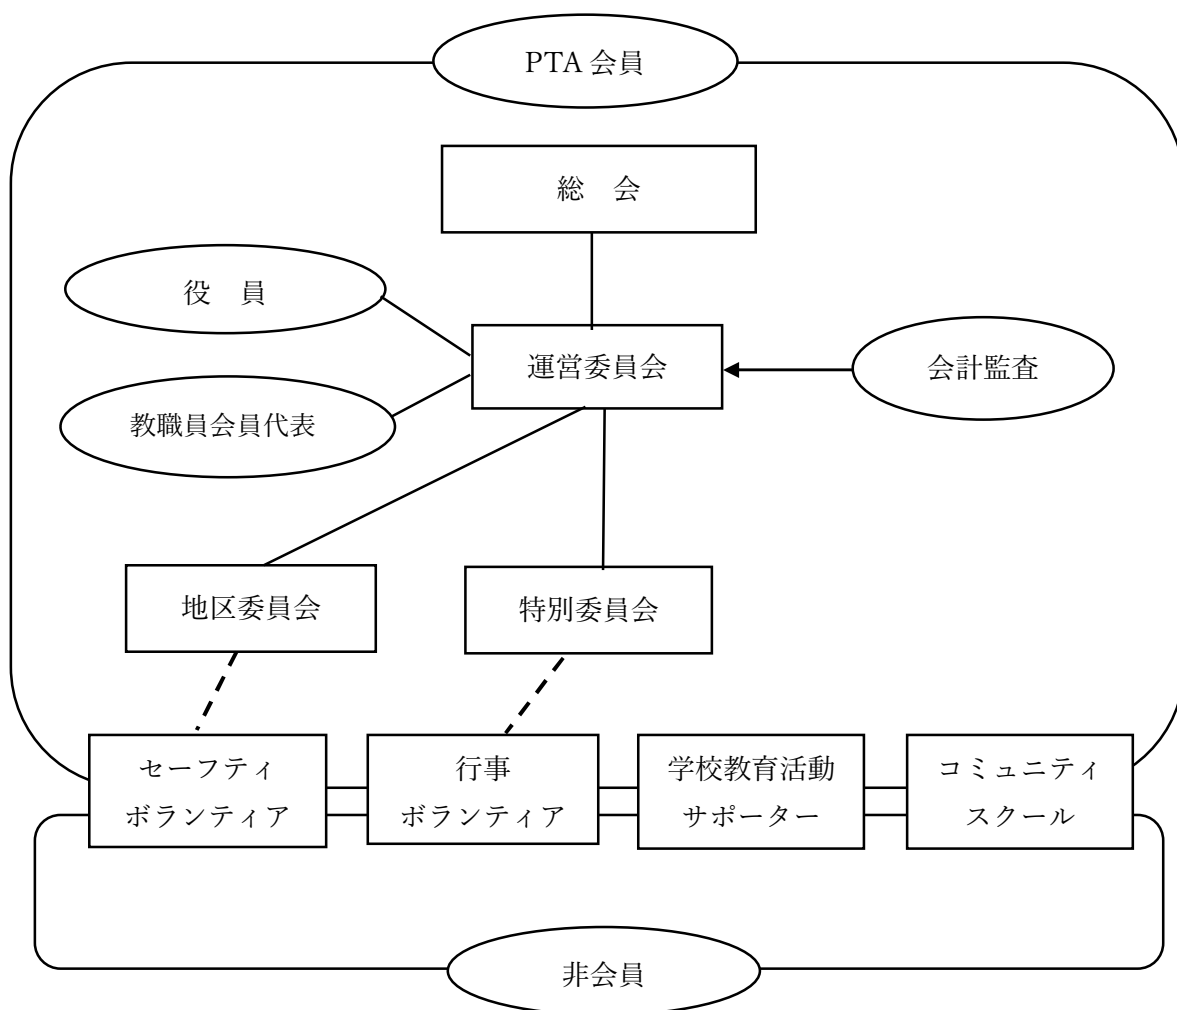 PTA 会員
総　会
役　員
運営委員会
会計監査
教職員会員代表
地区委員会
特別委員会
セーフティ
ボランティア
行事
ボランティア
学校教育活動
サポーター
コミュニティ
スクール
非会員